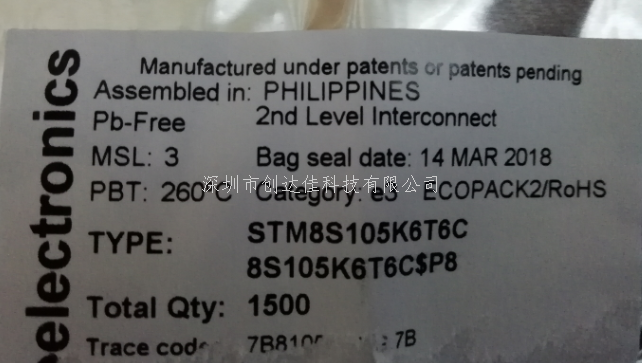 electronics
Manufactured under patents or patents pending
Assembled in: PHILIPPINES
Pb-Free 2nd Level Interconnect
MSL: 3 Bag seal date: 14 MAR 2018
PBT: 260°C Category: e3 ECOPACK2/RoHS
深圳市创达佳科技有限公司
TYPE: STM8S105K6T6C
8S105K6T6C$P8
Total Qty: 1500
Trace code 7B